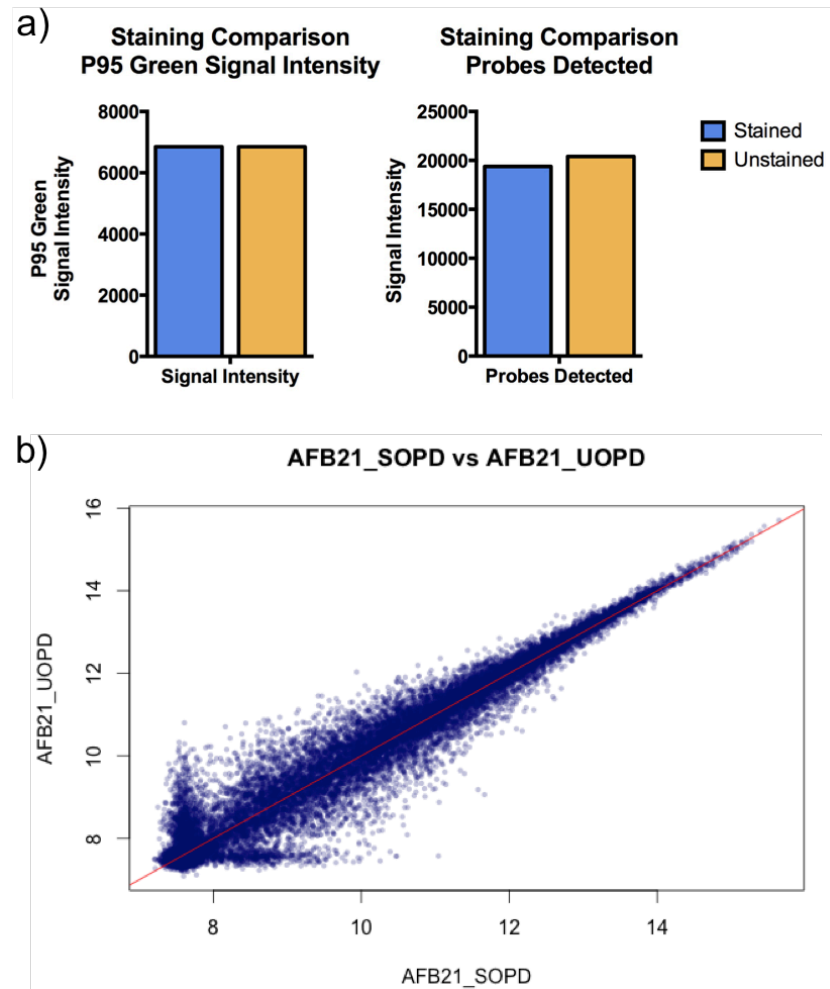 a)
Staining Comparison
P95 Green Signal Intensity
8000
6000
4000
2000
0
P95 Green
Signal Intensity
Signal Intensity
Staining Comparison
Probes Detected
25000
20000
15000
10000
5000
0
Signal Intensity
Probes Detected
Stained
Unstained
b)
AFB21_SOPD vs AFB21_UOPD
16
14
12
10
8
AFB21_UOPD
8 10 12 14
AFB21_SOPD